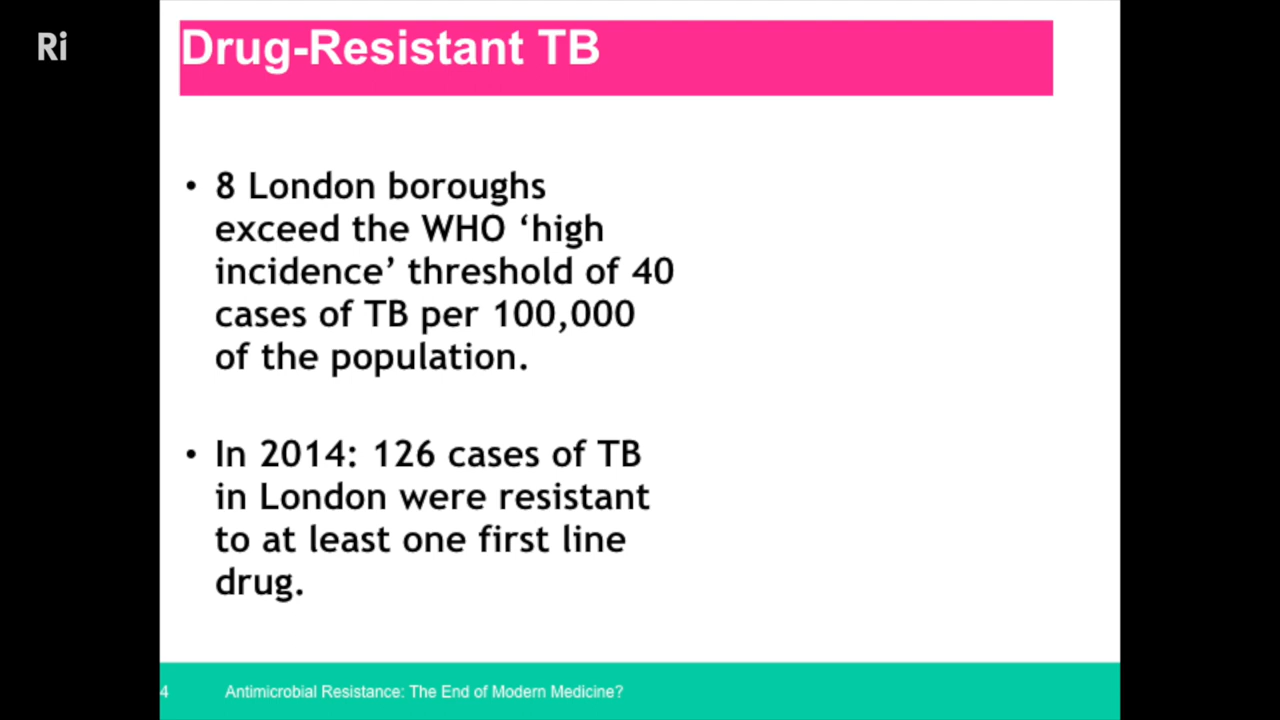 Ri
Drug-Resistant TB
• 8 London boroughs
exceed the WHO ‘high
incidence’ threshold of 40
cases of TB per 100,000
of the population.
• In 2014: 126 cases of TB
in London were resistant
to at least one first line
drug.
4 Antimicrobial Resistance: The End of Modern Medicine?